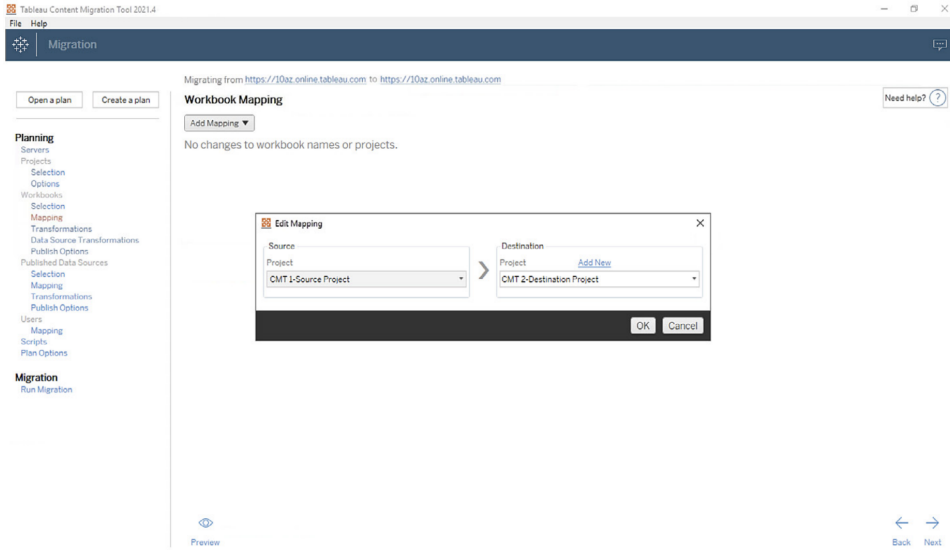 Tableau Content Migration Tool 2021.4
File Help
Migration
Open a plan
Create a plan
Planning
Servers
Projects
Selection
Options
Workbooks
Selection
Mapping
Transformations
Data Source Transformations
Publish Options
Published Data Sources
Selection
Mapping
Transformations
Publish Options
Users
Mapping
Scripts
Plan Options
Migration
Run Migration
Migrating from https://10az.online.tableau.com to https://10az.online.tableau.com
Workbook Mapping
Need help? ?
Add Mapping ▼
No changes to workbook names or projects.
Edit Mapping
Source
Project
CMT 1-Source Project
Destination
Project Add New
CMT 2-Destination Project
OK Cancel
Preview
Back Next